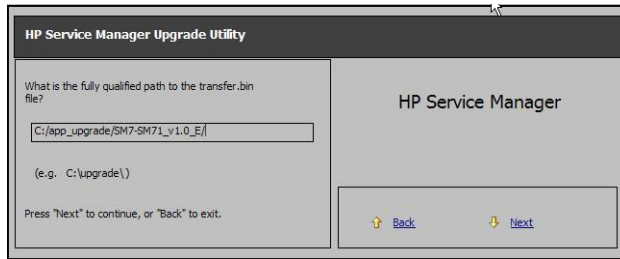 HP Service Manager Upgrade Utility
What is the fully qualified path to the transfer.bin
file?
C:/app_upgrade/SM7-SM71_v1.0_E/
(e.g. C:\upgrade\)
Press "Next" to continue, or "Back" to exit.
HP Service Manager
Back Next